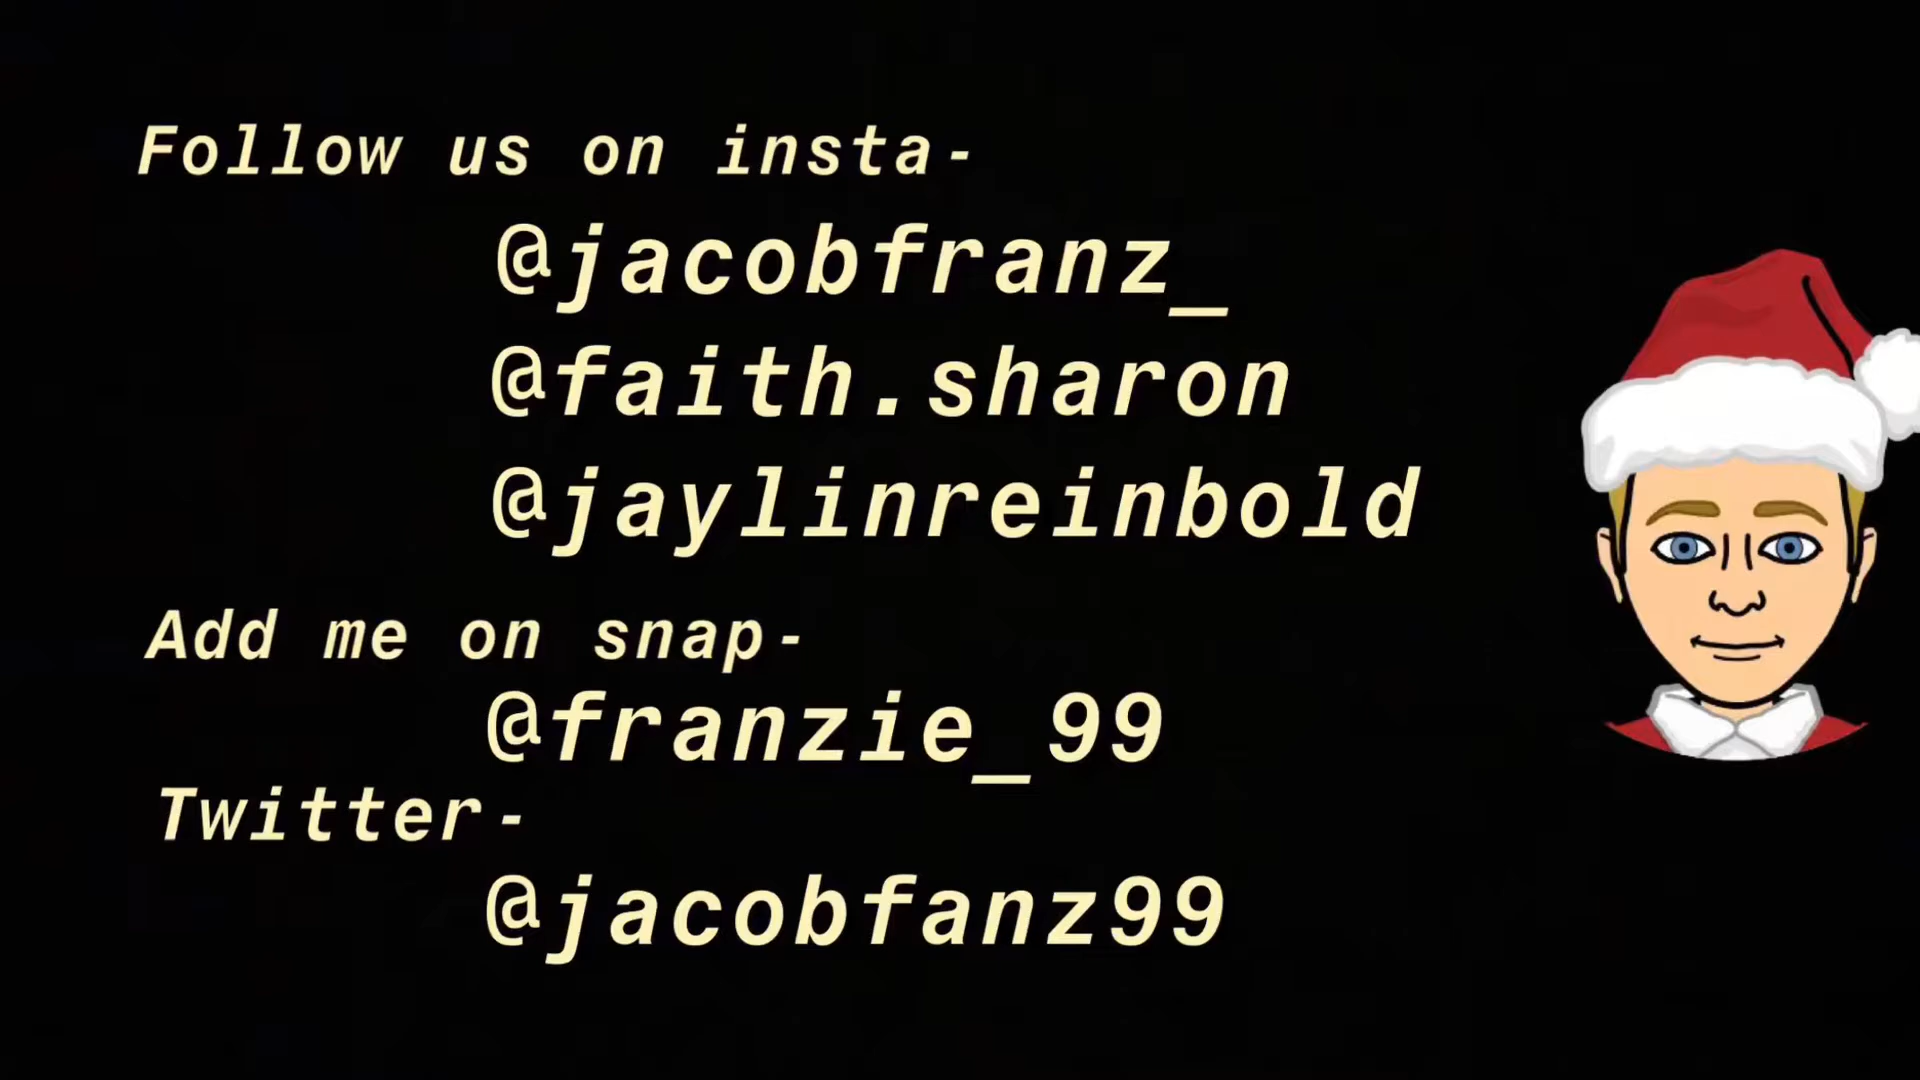 Follow us on insta-
@jacobfranz_
@faith.sharon
@jaylinreinbold
Add me on snap-
@franzie_99
Twitter-
@jacobfanz99